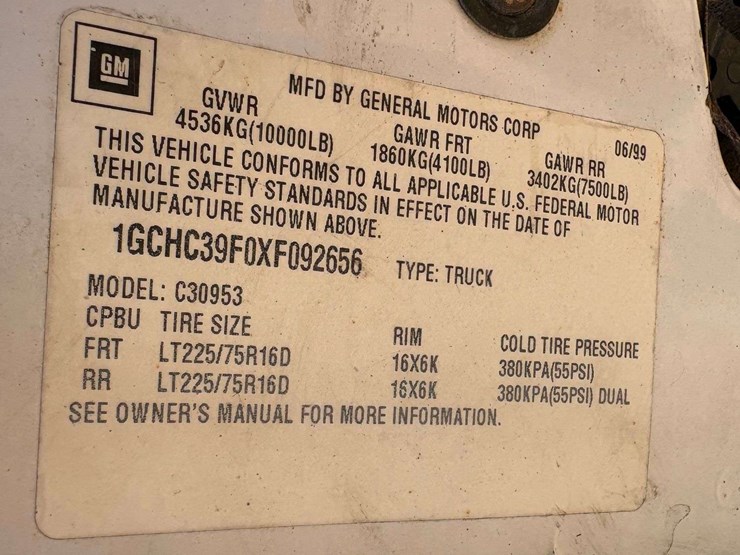 GM
MFD BY GENERAL MOTORS CORP 06/99
GVWR GAWR FRT GAWR RR
4536KG(10000LB) 1860KG(4100LB) 3402KG(7500LB)
THIS VEHICLE CONFORMS TO ALL APPLICABLE U.S. FEDERAL MOTOR
VEHICLE SAFETY STANDARDS IN EFFECT ON THE DATE OF
MANUFACTURE SHOWN ABOVE.
1GCHC39F0XF092656 TYPE: TRUCK
MODEL: C30953
CPBU TIRE SIZE RIM COLD TIRE PRESSURE
FRT LT225/75R16D 16X6K 380KPA(55PSI)
RR LT225/75R16D 16X6K 380KPA(55PSI) DUAL
SEE OWNER'S MANUAL FOR MORE INFORMATION.